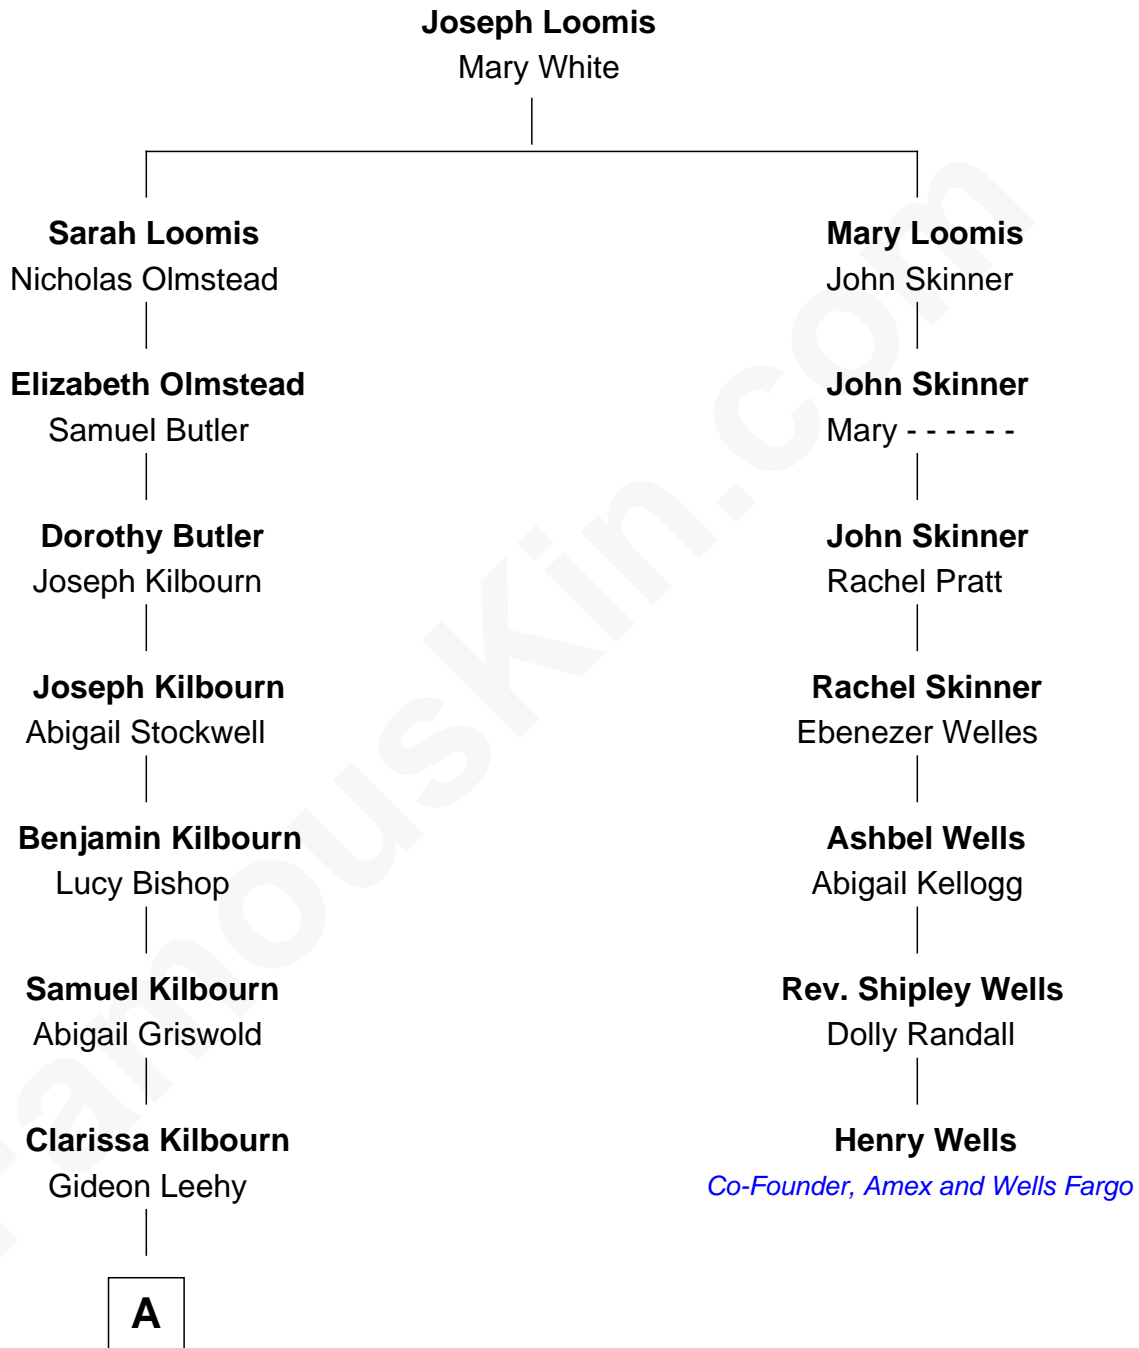 Joseph Loomis
Mary White
Sarah Loomis
Nicholas Olmstead
Mary Loomis
John Skinner
Elizabeth Olmstead
Samuel Butler
John Skinner
Mary - - - - - -
Dorothy Butler
Joseph Kilbourn
John Skinner
Rachel Pratt
Joseph Kilbourn
Abigail Stockwell
Rachel Skinner
Ebenezer Welles
Benjamin Kilbourn
Lucy Bishop
Ashbel Wells
Abigail Kellogg
Samuel Kilbourn
Abigail Griswold
Rev. Shipley Wells
Dolly Randall
Clarissa Kilbourn
Gideon Leehy
Henry Wells
Co-Founder, Amex and Wells Fargo
A
FamousKin.com